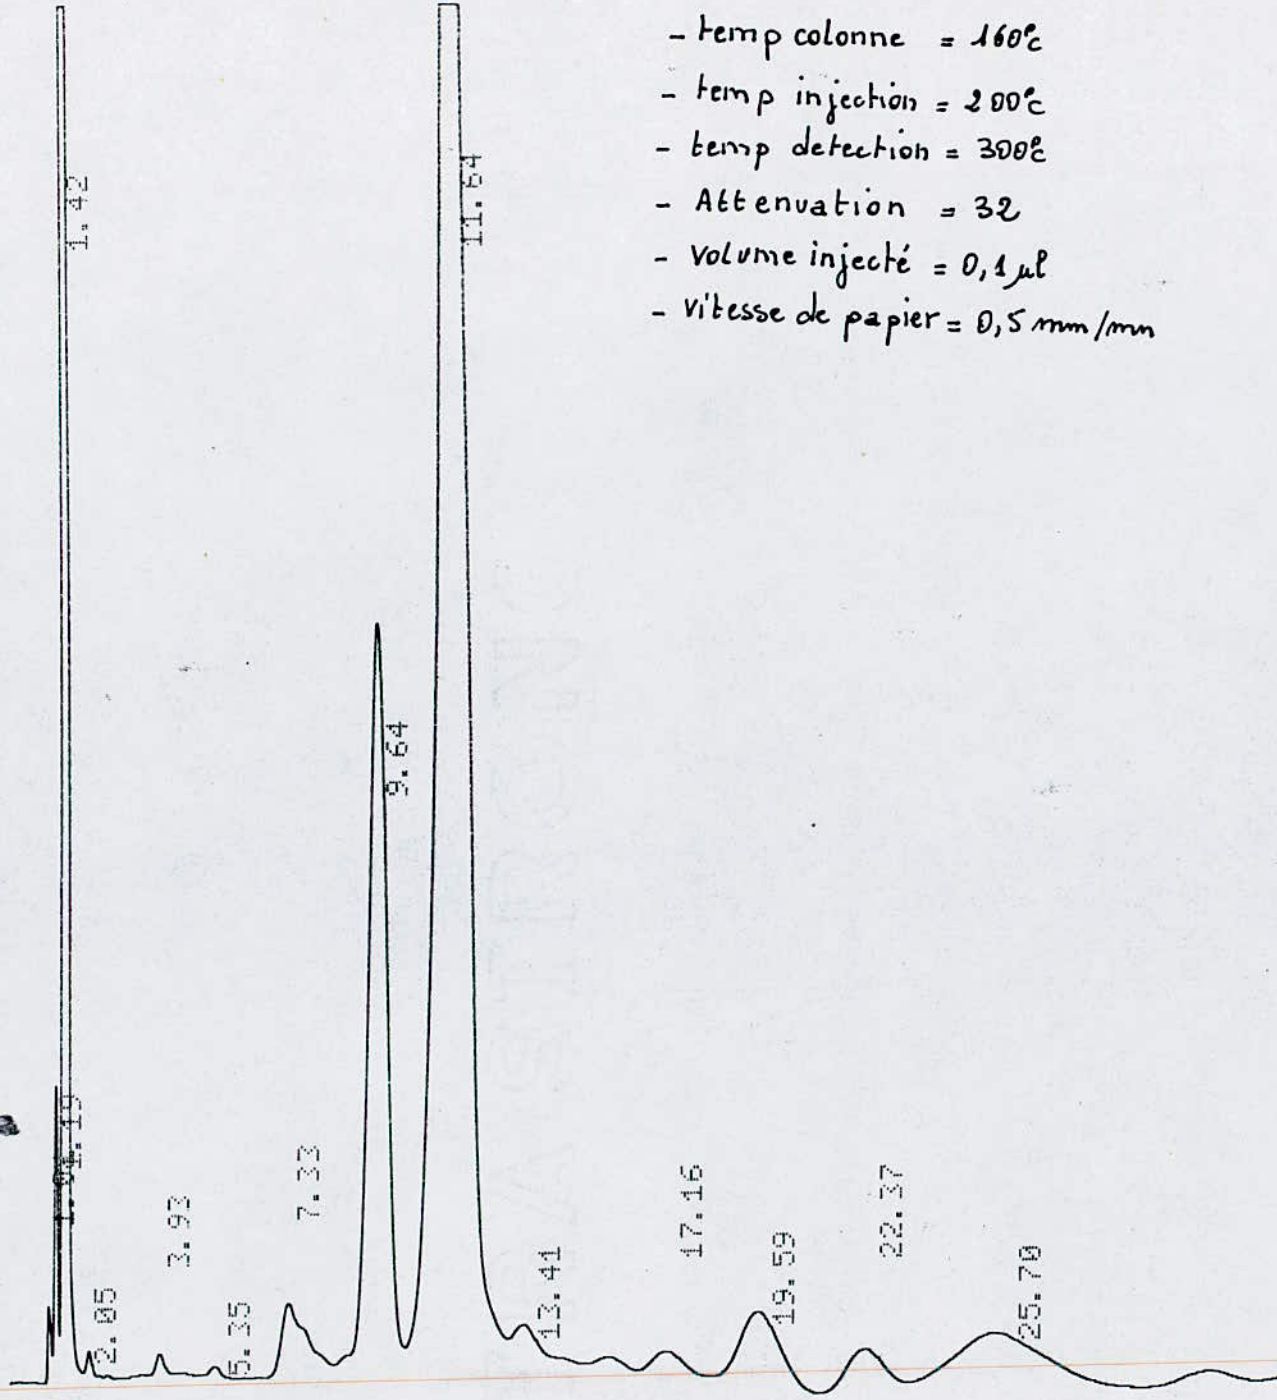 - temp colonne = 160°c
- temp injection = 200°c
- temp detection = 300°c
- Attenuation = 32
- Volume injecté = 0,1 µl
- Vitesse de papier = 0,5 mm/mn
1.42
11.64
9.64
1.19
2.05
3.93
5.35
7.33
13.41
17.16
19.59
22.37
25.70